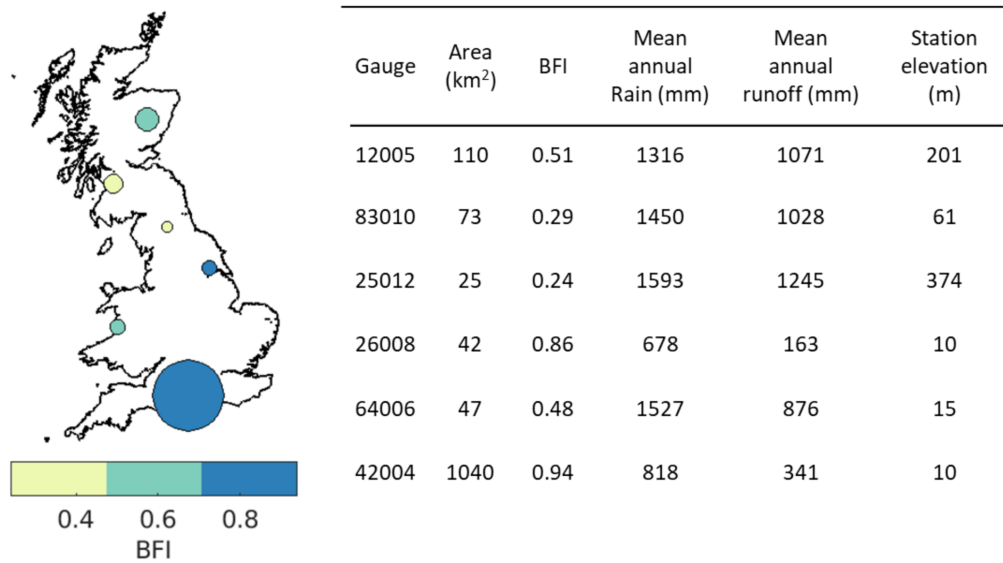 Gauge Area (km²) BFI Mean annual Rain (mm) Mean annual runoff (mm) Station elevation (m)
12005 110 0.51 1316 1071 201
83010 73 0.29 1450 1028 61
25012 25 0.24 1593 1245 374
26008 42 0.86 678 163 10
64006 47 0.48 1527 876 15
42004 1040 0.94 818 341 10
0.4 0.6 0.8
BFI